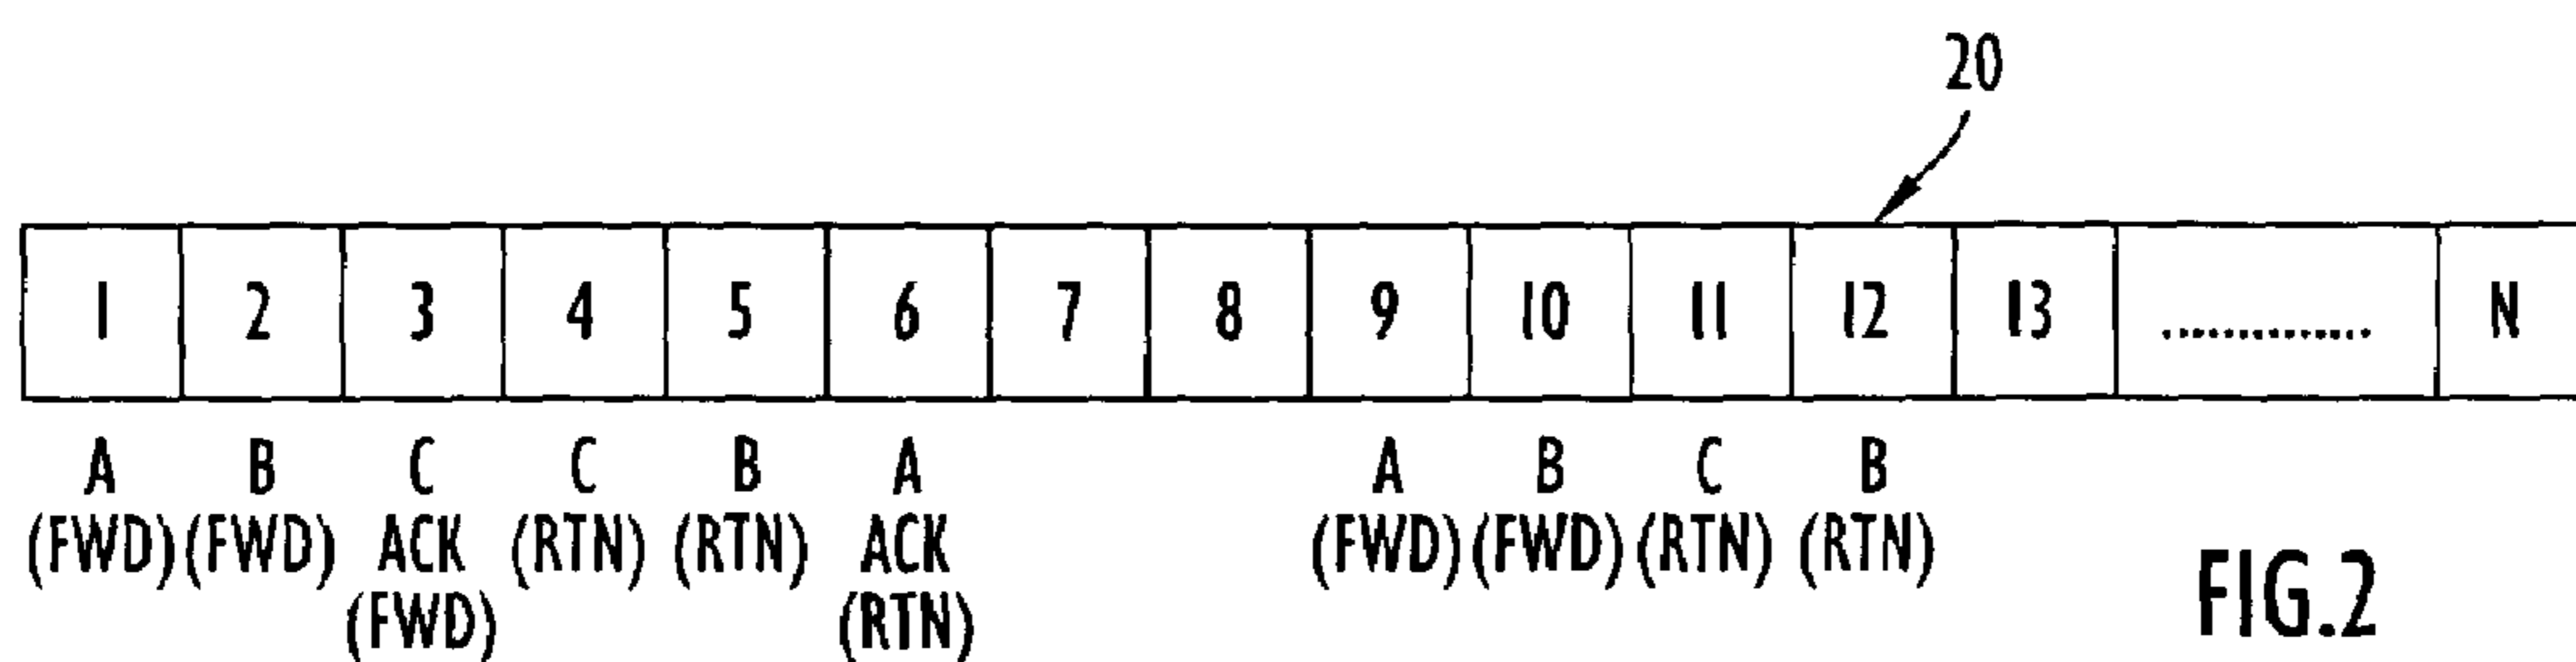 20
1 2 3 4 5 6 7 8 9 10 11 12 13 ............. N
A B C C B A A B C B
(FWD) (FWD) ACK (RTN) (RTN) ACK (FWD) (FWD) (RTN) (RTN)
(FWD) (RTN)
FIG.2